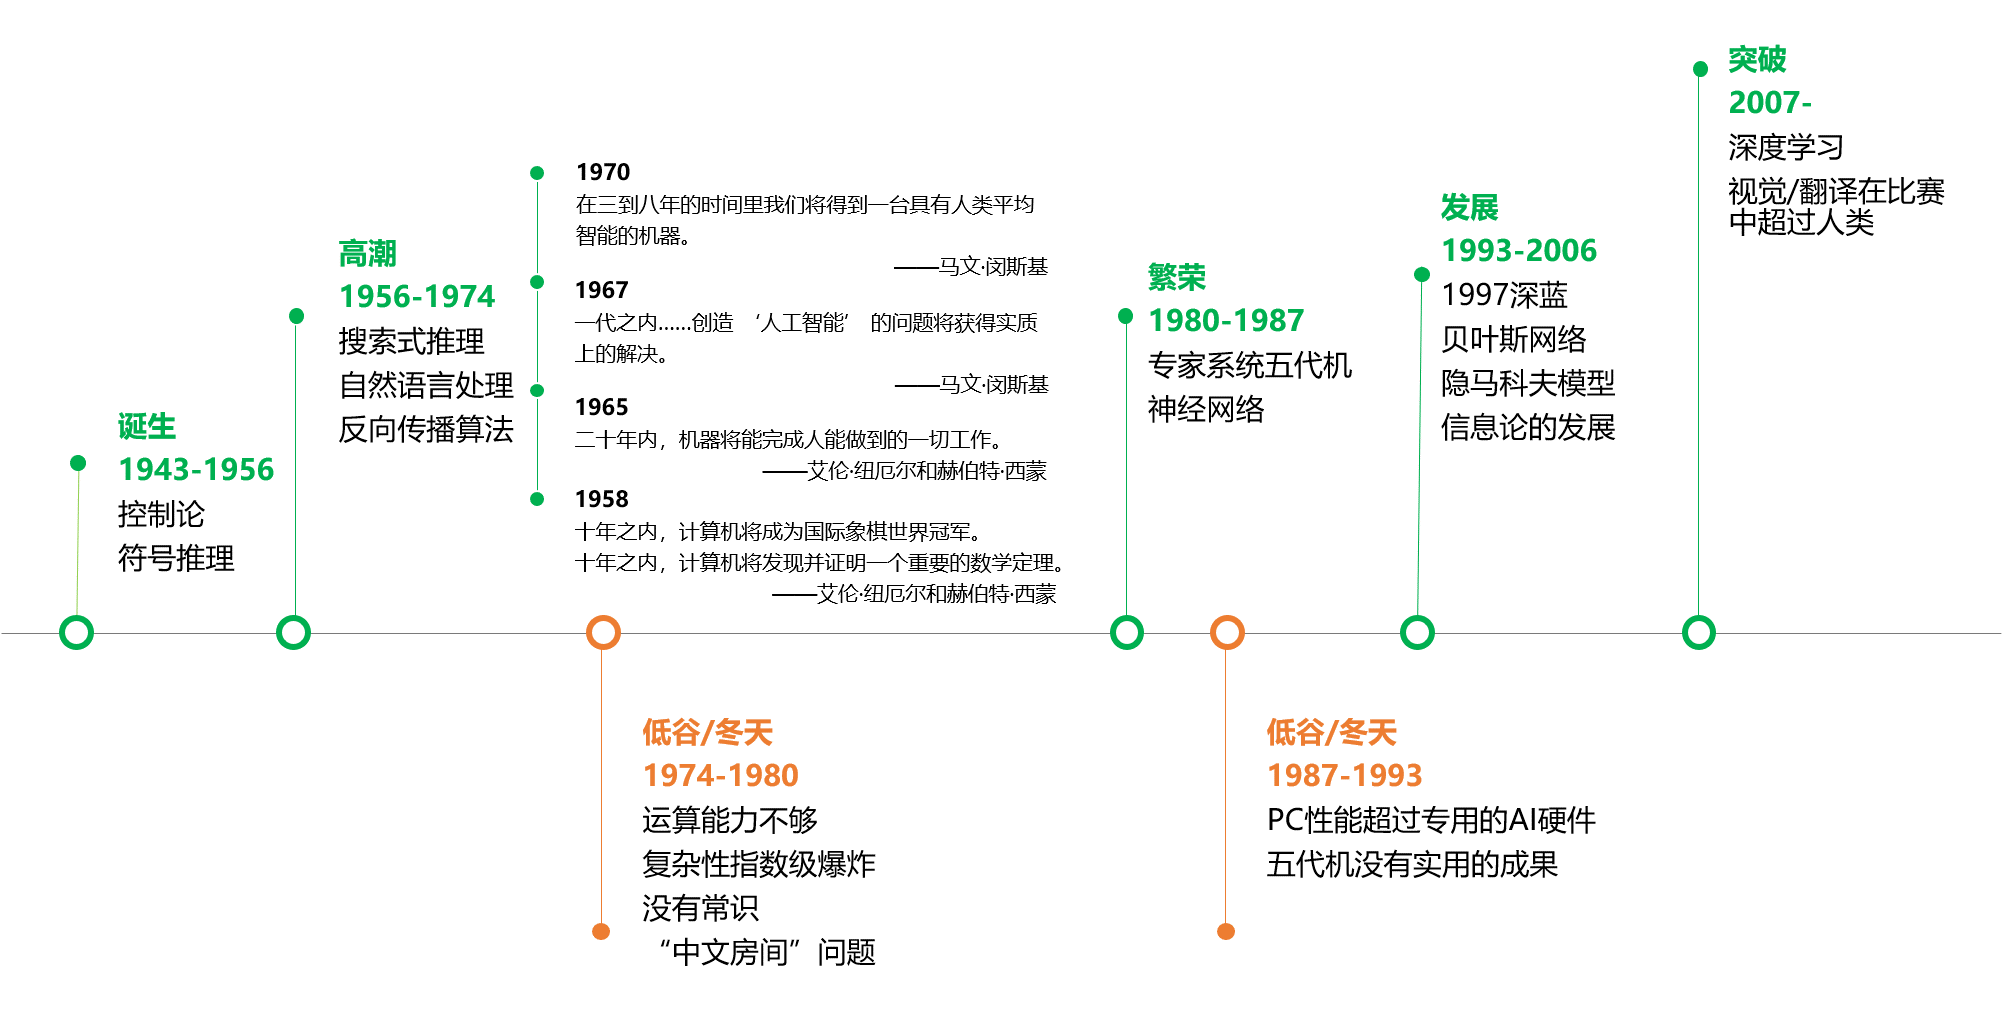 诞生
1943-1956
控制论
符号推理
高潮
1956-1974
搜索式推理
自然语言处理
反向传播算法
1970
在三到八年的时间里我们将得到一台具有人类平均
智能的机器。
——马文·闵斯基
1967
一代之内......创造 ‘人工智能’ 的问题将获得实质
上的解决。
——马文·闵斯基
1965
二十年内，机器将能完成人能做到的一切工作。
——艾伦·纽厄尔和赫伯特·西蒙
1958
十年之内，计算机将成为国际象棋世界冠军。
十年之内，计算机将发现并证明一个重要的数学定理。
——艾伦·纽厄尔和赫伯特·西蒙
低谷/冬天
1974-1980
运算能力不够
复杂性指数级爆炸
没有常识
“中文房间”问题
繁荣
1980-1987
专家系统五代机
神经网络
低谷/冬天
1987-1993
PC性能超过专用的AI硬件
五代机没有实用的成果
发展
1993-2006
1997深蓝
贝叶斯网络
隐马科夫模型
信息论的发展
突破
2007-
深度学习
视觉/翻译在比赛
中超过人类